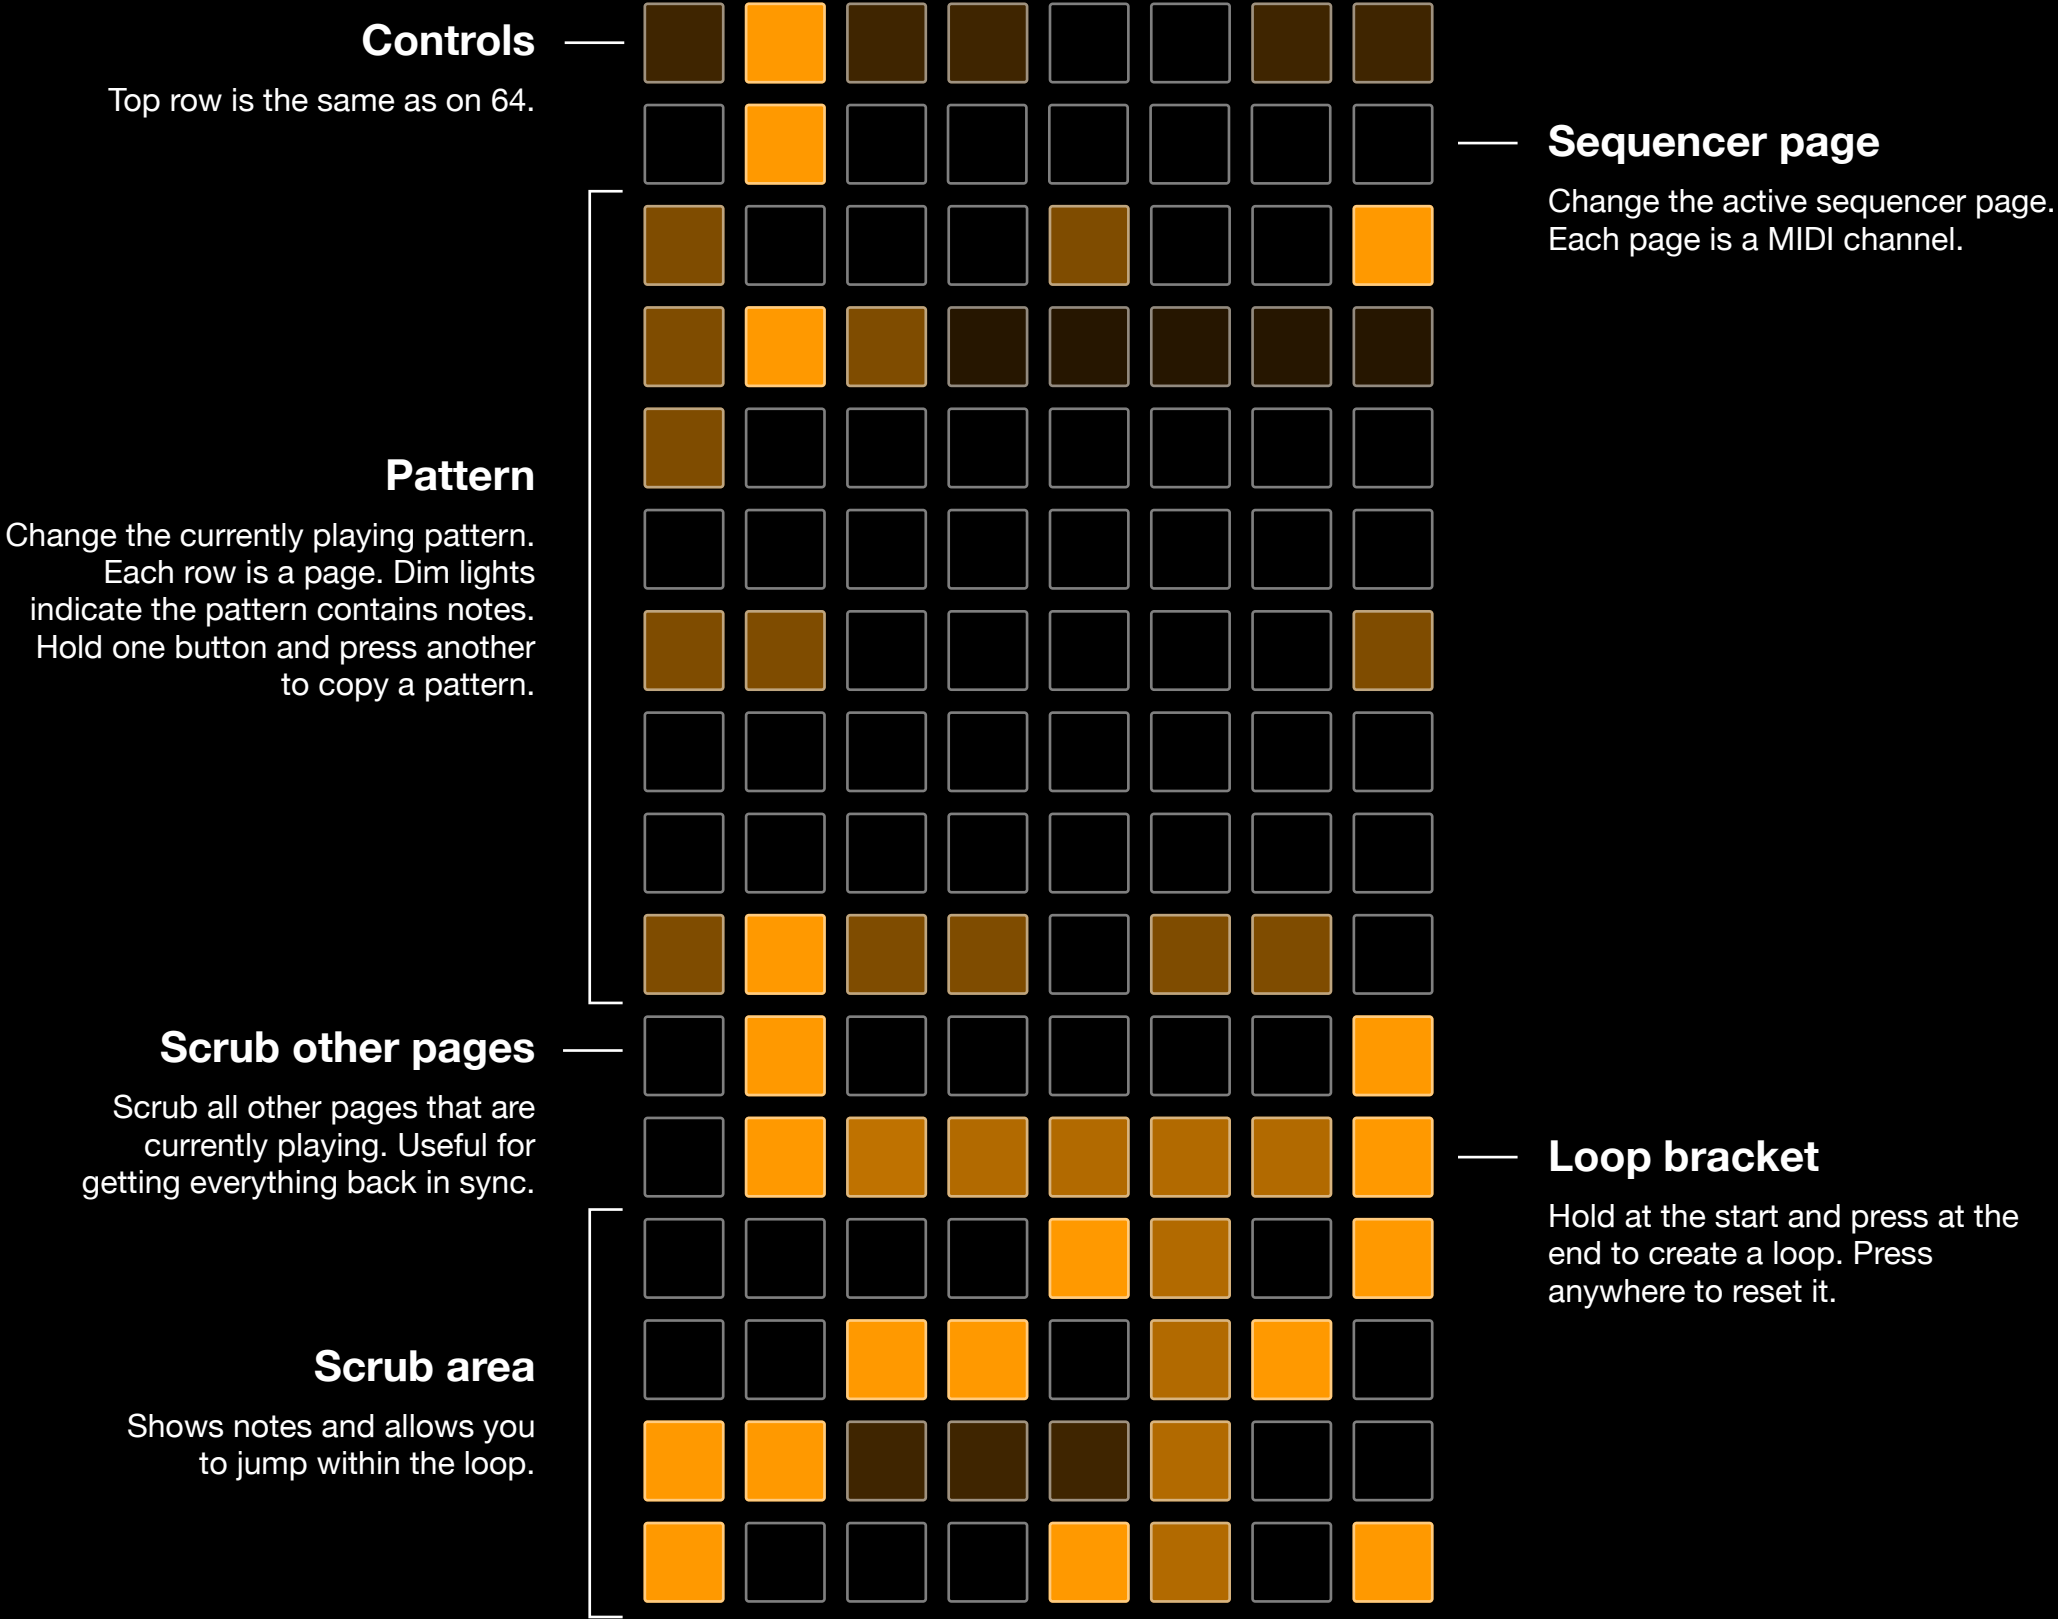 Controls
Top row is the same as on 64.
Sequencer page
Change the active sequencer page.
Each page is a MIDI channel.
Pattern
Change the currently playing pattern.
Each row is a page. Dim lights
indicate the pattern contains notes.
Hold one button and press another
to copy a pattern.
Scrub other pages
Scrub all other pages that are
currently playing. Useful for
getting everything back in sync.
Loop bracket
Hold at the start and press at the
end to create a loop. Press
anywhere to reset it.
Scrub area
Shows notes and allows you
to jump within the loop.